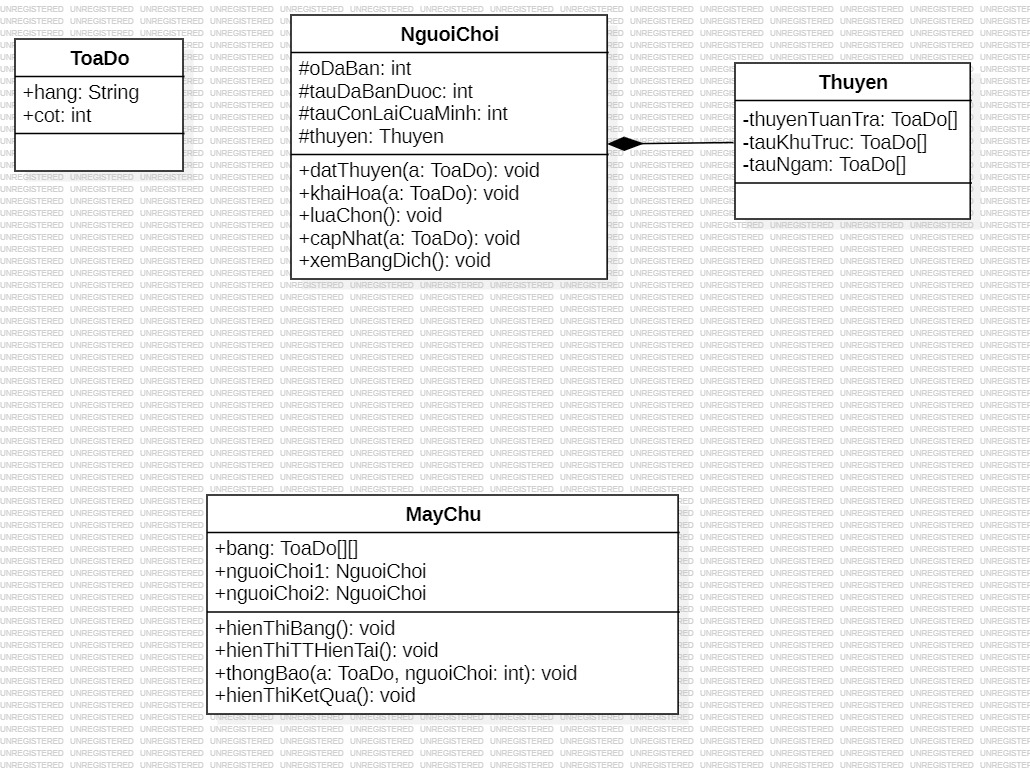 ToaDo
+hang: String
+cot: int
NguoiChoi
#oDaBan: int
#tauDaBanDuoc: int
#tauConLaiCuaMinh: int
#thuyen: Thuyen
+datThuyen(a: ToaDo): void
+khaiHoa(a: ToaDo): void
+luaChon(): void
+capNhat(a: ToaDo): void
+xemBangDich(): void
Thuyen
-thuyenTuanTra: ToaDo[]
-tauKhuTruc: ToaDo[]
-tauNgam: ToaDo[]
MayChu
+bang: ToaDo[][]
+nguoiChoi1: NguoiChoi
+nguoiChoi2: NguoiChoi
+hienThiBang(): void
+hienThiTTHienTai(): void
+thongBao(a: ToaDo, nguoiChoi: int): void
+hienThiKetQua(): void
UNREGISTERED